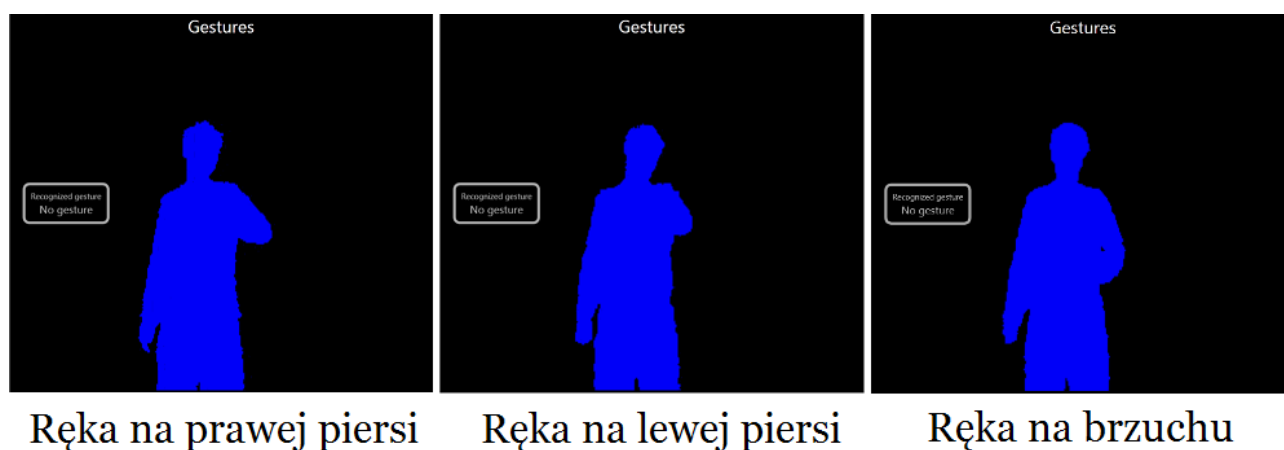 Gestures
Recognized gesture
No gesture
Ręka na prawej piersi
Gestures
Recognized gesture
No gesture
Ręka na lewej piersi
Gestures
Recognized gesture
No gesture
Ręka na brzuchu